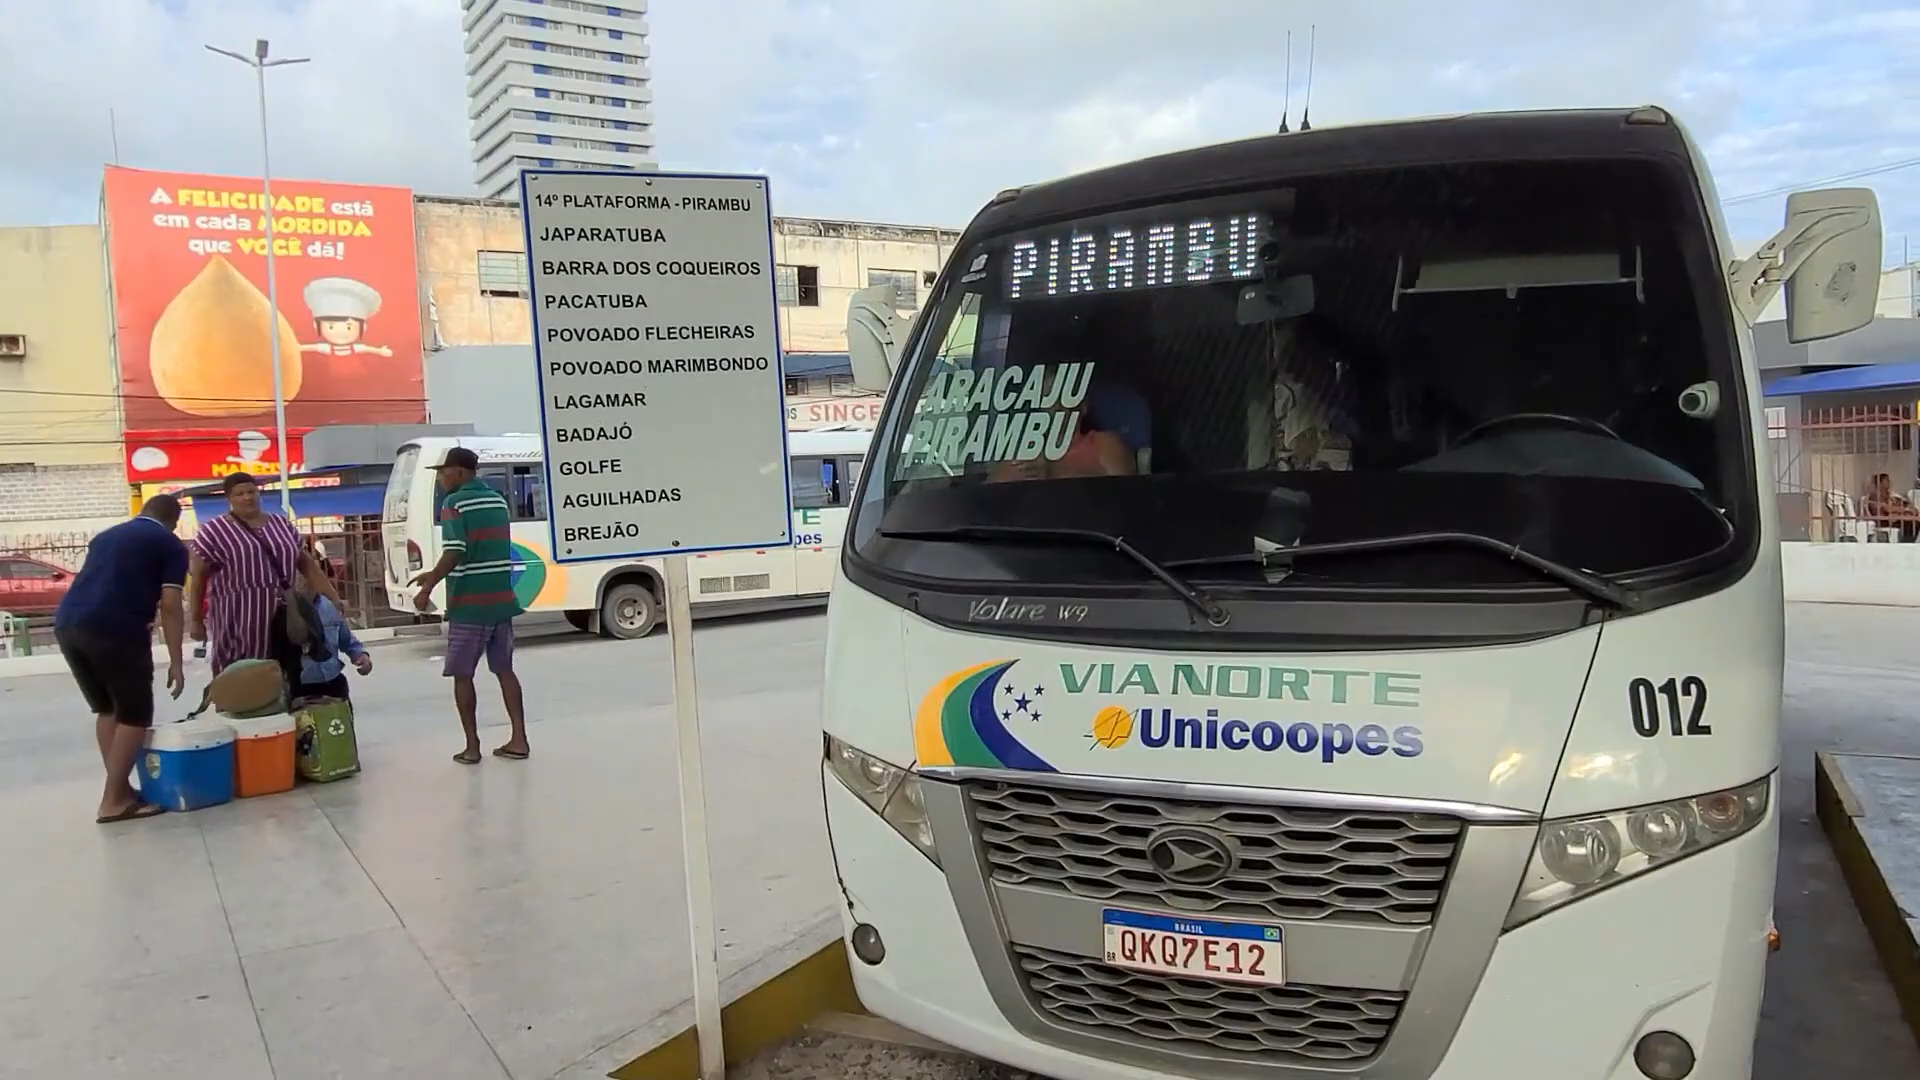 A FELICIDADE está
em cada MORDIDA
que VOCÊ dá!
14º PLATAFORMA - PIRAMBU
JAPARATUBA
BARRA DOS COQUEIROS
PACATUBA
POVOADO FLECHEIRAS
POVOADO MARIMBONDO
LAGAMAR
BADAJÓ
GOLFE
AGUILHADAS
BREJÃO
PIRAMBU
ARACAJU
PIRAMBU
Volare W9
VIA NORTE
Unicoopes
012
BRASIL
BR
QKQ7E12